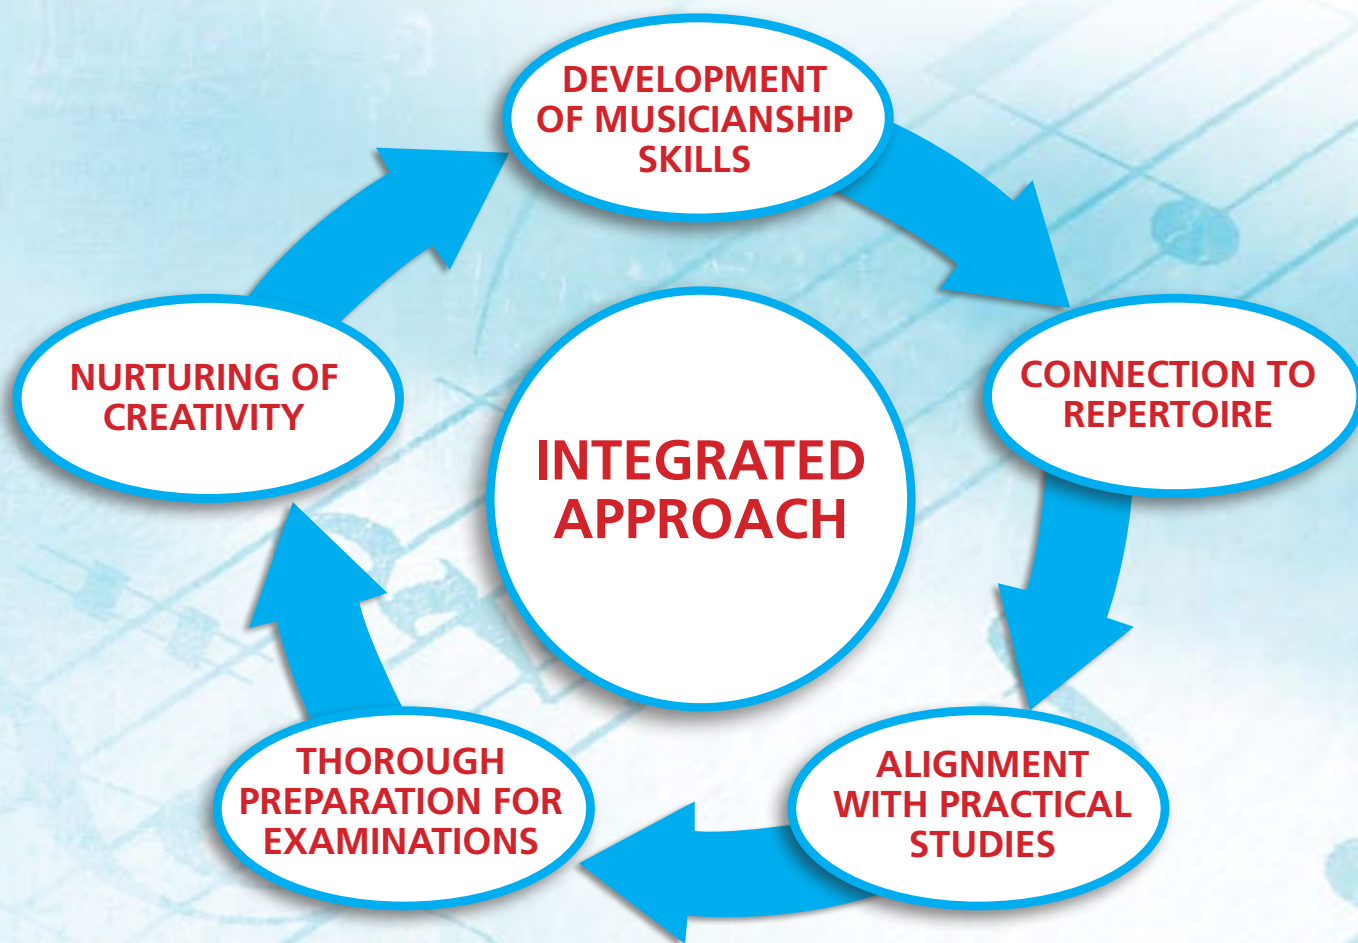 DEVELOPMENT
OF MUSICIANSHIP
SKILLS
CONNECTION TO
REPERTOIRE
ALIGNMENT
WITH PRACTICAL
STUDIES
THOROUGH
PREPARATION FOR
EXAMINATIONS
NURTURING OF
CREATIVITY
INTEGRATED
APPROACH